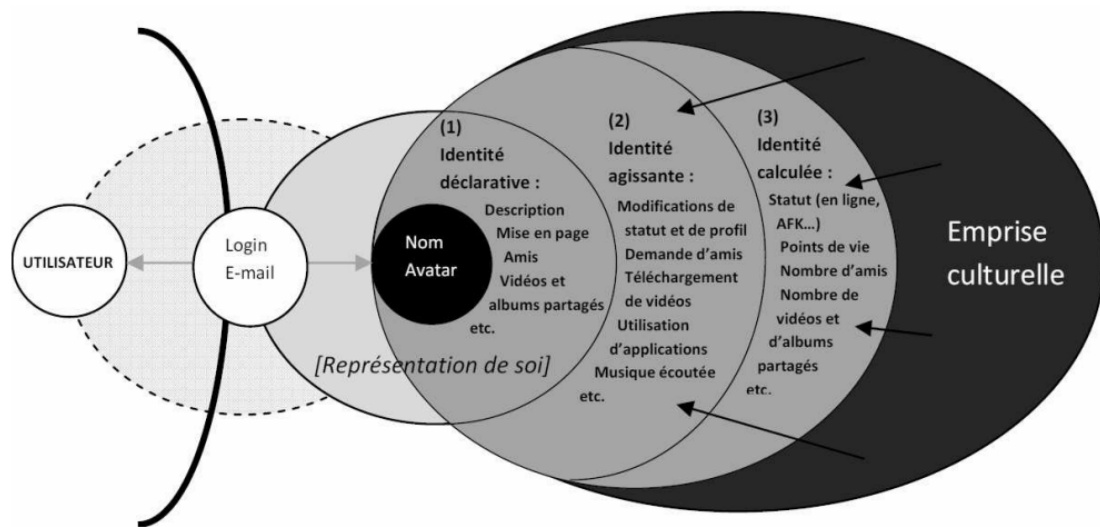 UTILISATEUR
Login
E-mail
Nom
Avatar
(1)
Identité
déclarative :
Description
Mise en page
Amis
Vidéos et
albums partagés
etc.
[Représentation de soi]
(2)
Identité
agissante :
Modifications de
statut et de profil
Demande d’amis
Téléchargement
de vidéos
Utilisation
d’applications
Musique écoutée
etc.
(3)
Identité
calculée :
Statut (en ligne,
AFK...)
Points de vie
Nombre d’amis
Nombre de
vidéos et
d’albums
partagés
etc.
Emprise
culturelle